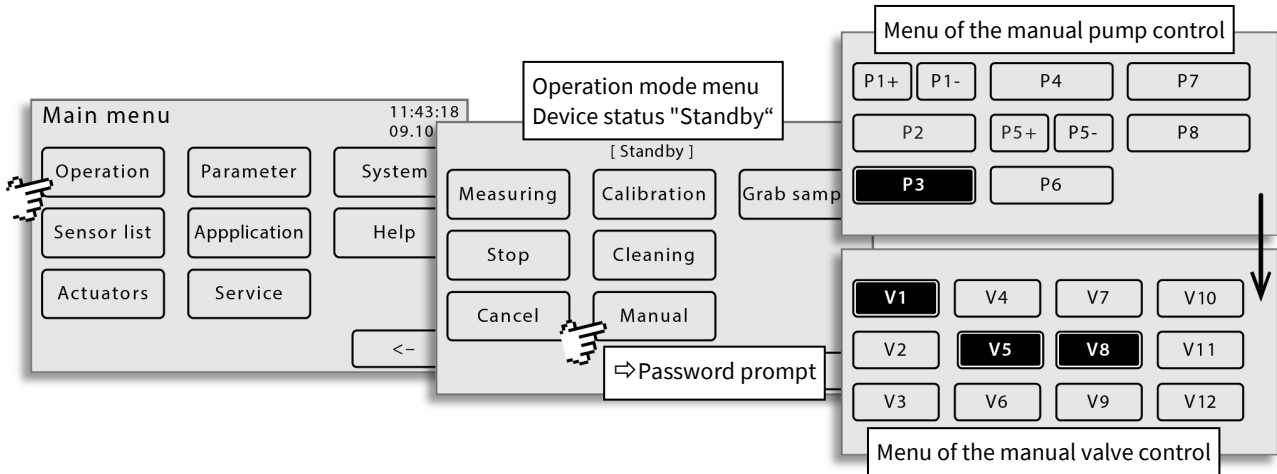 Main menu
11:43:18
09.10
Operation
Parameter
System
Sensor list
Appplication
Help
Actuators
Service
<–
Operation mode menu
Device status "Standby“
[ Standby ]
Measuring
Calibration
Grab samp
Stop
Cleaning
Cancel
Manual
⇨Password prompt
Menu of the manual pump control
P1+ P1- P4 P7
P2 P5+ P5- P8
P3 P6
V1 V4 V7 V10
V2 V5 V8 V11
V3 V6 V9 V12
Menu of the manual valve control